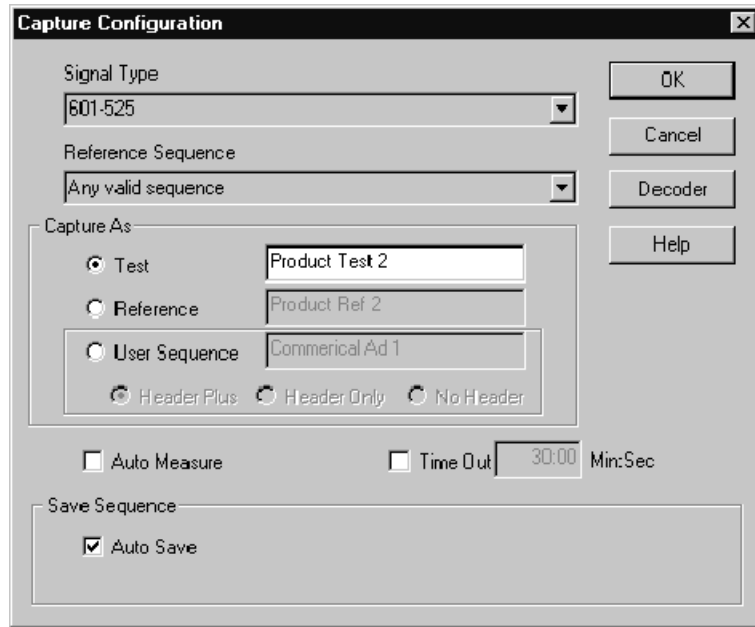 Capture Configuration
Signal Type
601-525
OK
Cancel
Reference Sequence
Any valid sequence
Decoder
Capture As
Help
Test
Product Test 2
Reference
Product Ref 2
User Sequence
Commerical Ad 1
Header Plus
Header Only
No Header
Auto Measure
Time Out
30:00
Min:Sec
Save Sequence
Auto Save